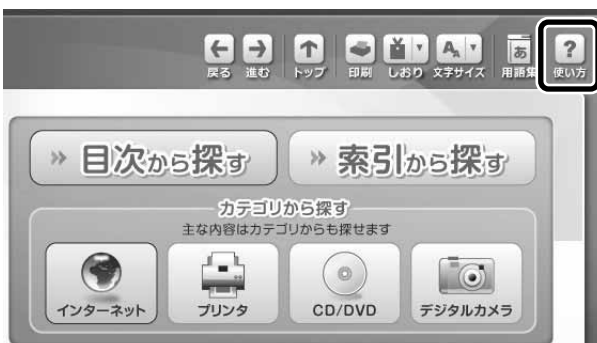 戻る 進む トップ 印刷 しおり 文字サイズ あ 用語集 ? 使い方
» 目次から探す » 索引から探す
カテゴリから探す
主な内容はカテゴリからも探せます
インターネット プリンタ CD/DVD デジタルカメラ